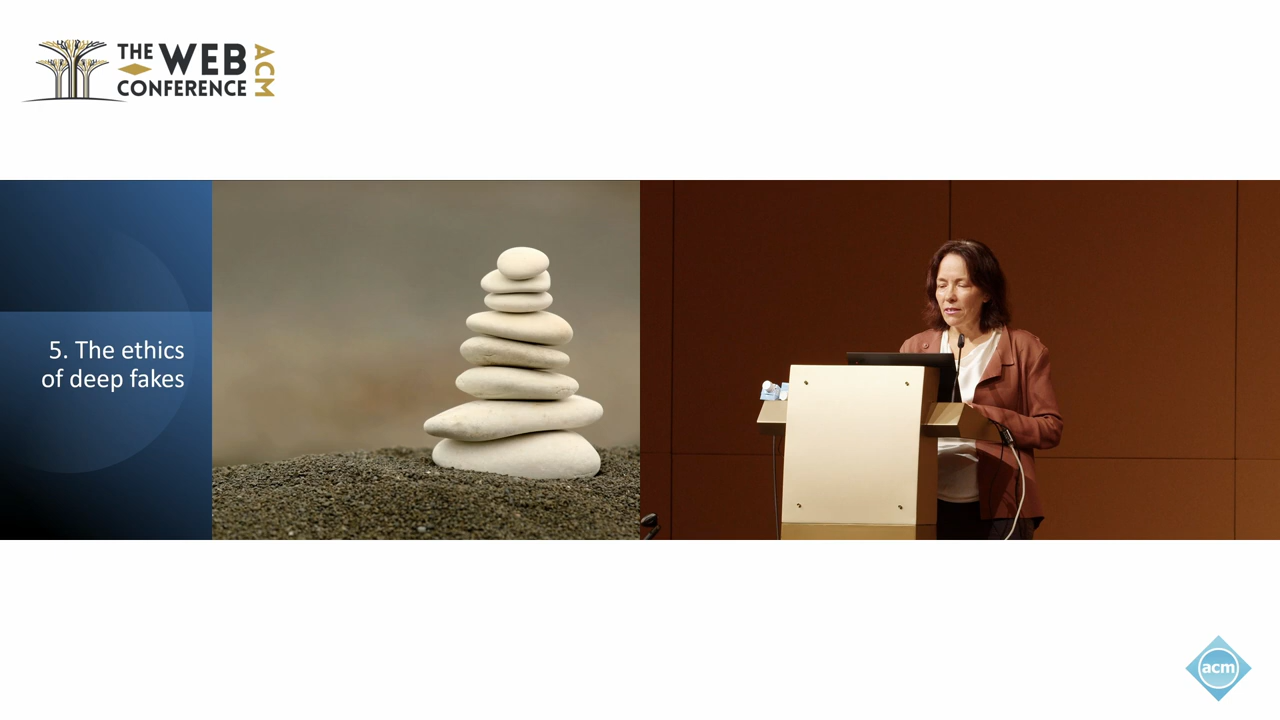 THE WEB
CONFERENCE
ACM
5. The ethics
of deep fakes
acm